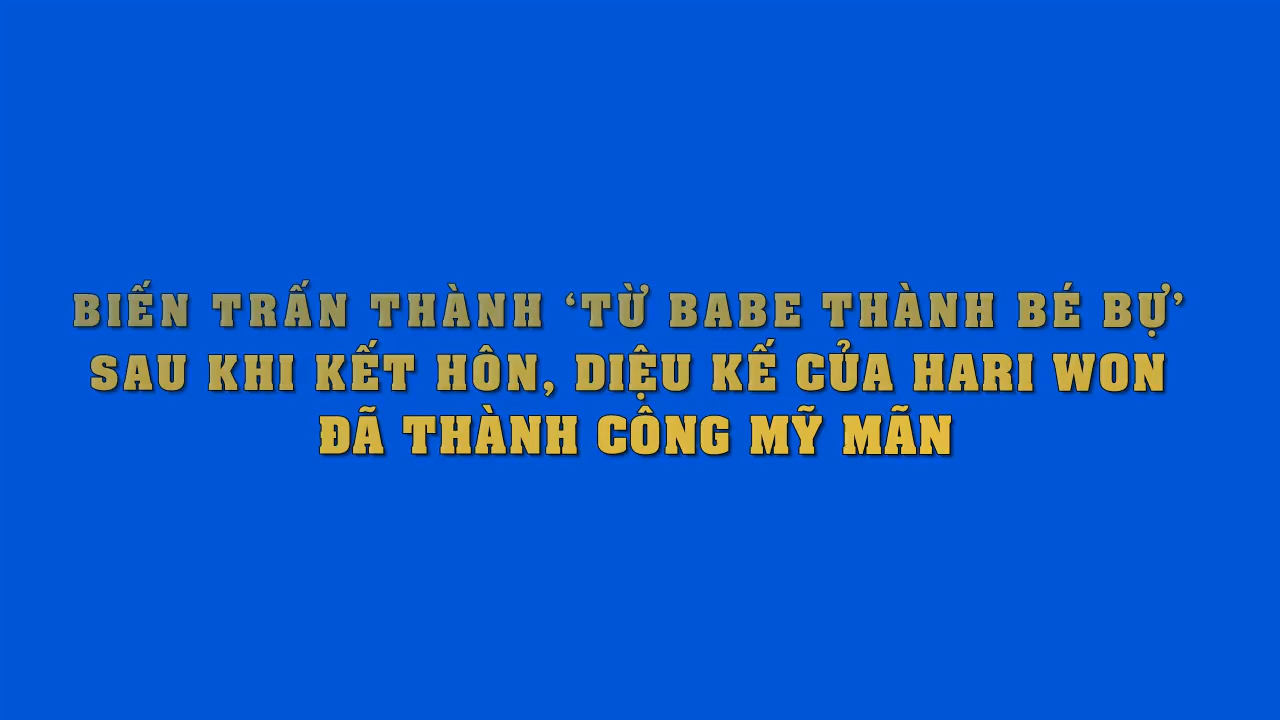 BIẾN TRẤN THÀNH ‘TỪ BABE THÀNH BÉ BỰ’
SAU KHI KẾT HÔN, DIỆU KẾ CỦA HARI WON
ĐÃ THÀNH CÔNG MỸ MÃN